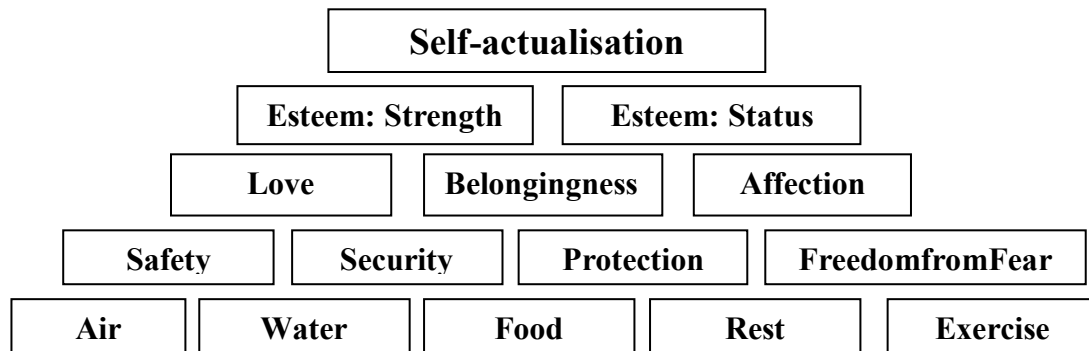 Self-actualisation
Esteem: Strength Esteem: Status
Love Belongingness Affection
Safety Security Protection FreedomfromFear
Air Water Food Rest Exercise